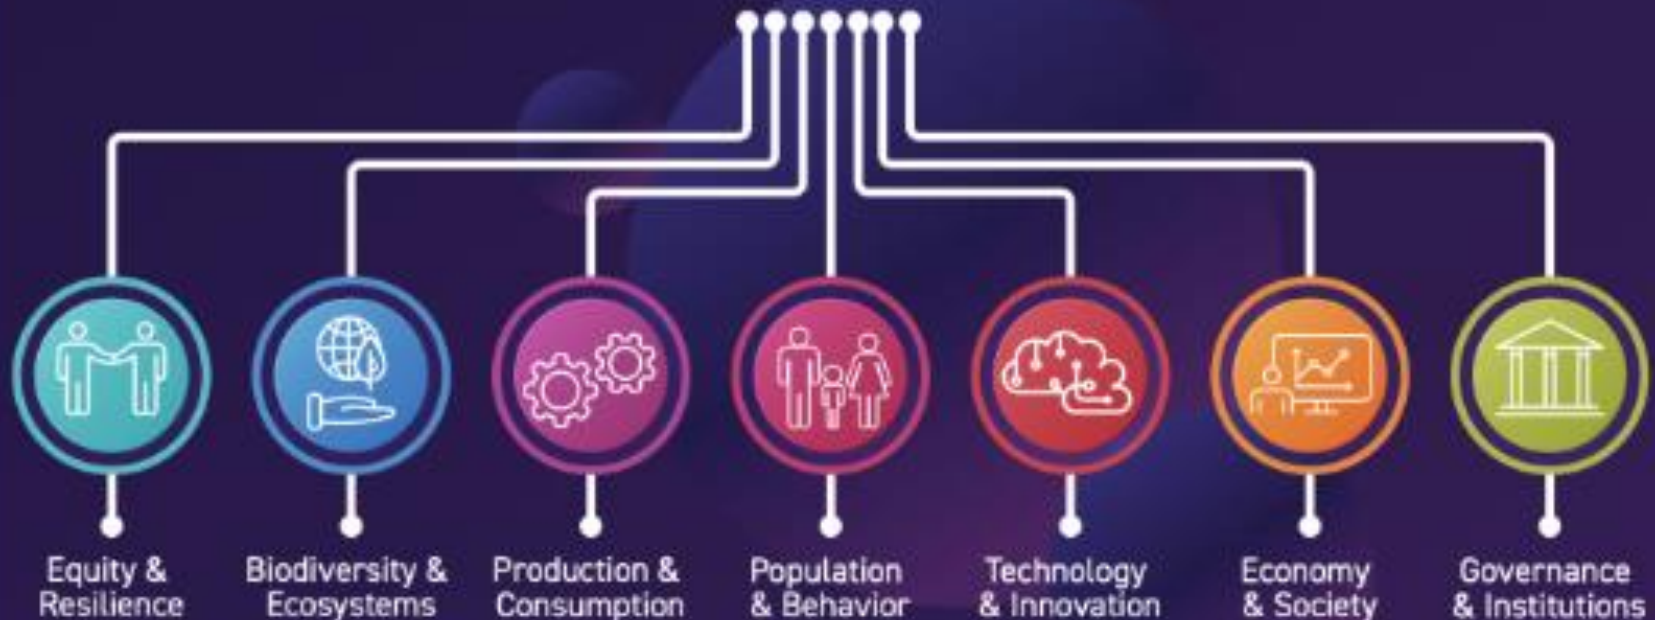 Equity &
Resilience
Biodiversity &
Ecosystems
Production &
Consumption
Population
& Behavior
Technology
& Innovation
Economy
& Society
Governance
& Institutions